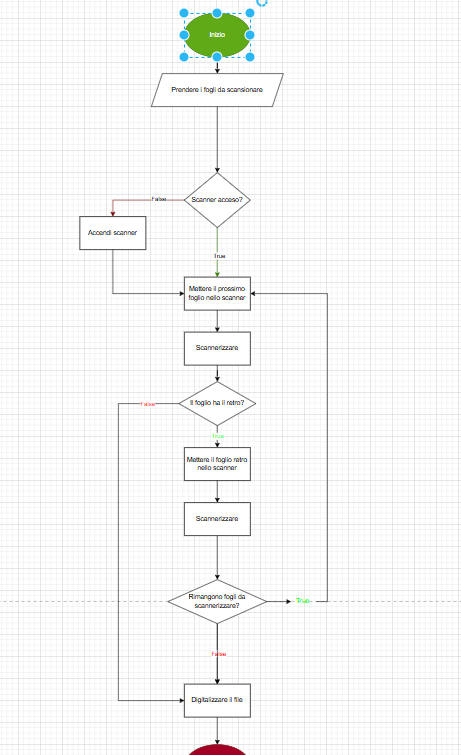 Inizio
Prendere i fogli da scansionare
Scanner acceso?
False
Accendi scanner
True
Mettere il prossimo
foglio nello scanner
Scannerizzare
Il foglio ha il retro?
False
True
Mettere il foglio retro
nello scanner
Scannerizzare
Rimangono fogli da
scannerizzare?
True
False
Digitalizzare il file